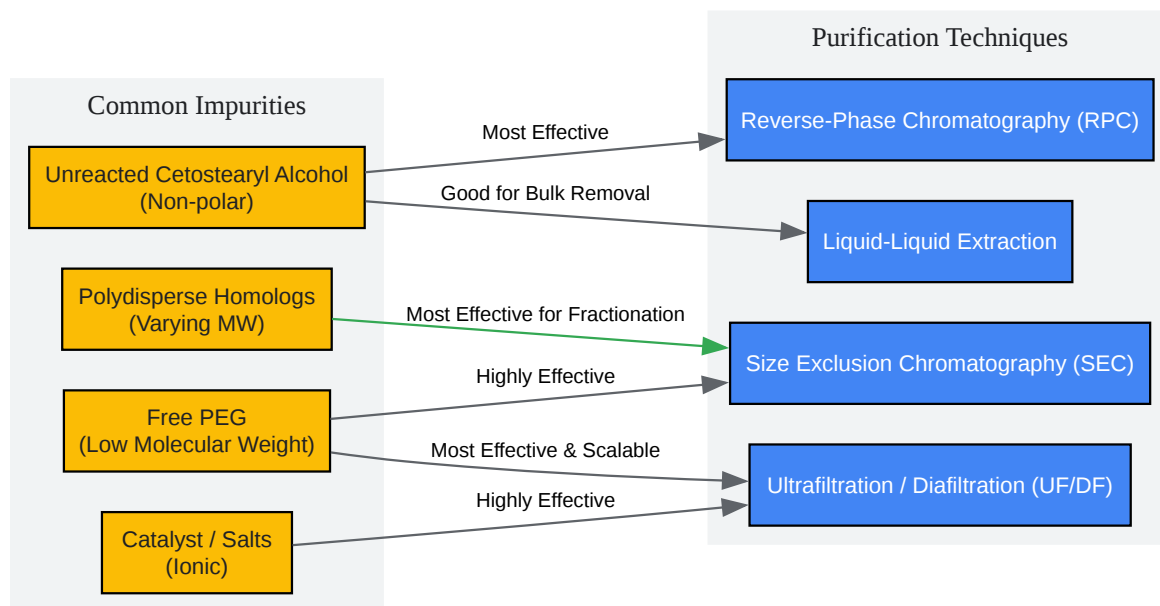 Common Impurities
Unreacted Cetostearyl Alcohol
(Non-polar)
Polydisperse Homologs
(Varying MW)
Free PEG
(Low Molecular Weight)
Catalyst / Salts
(Ionic)
Most Effective
Good for Bulk Removal
Most Effective for Fractionation
Highly Effective
Most Effective & Scalable
Highly Effective
Purification Techniques
Reverse-Phase Chromatography (RPC)
Liquid-Liquid Extraction
Size Exclusion Chromatography (SEC)
Ultrafiltration / Diafiltration (UF/DF)